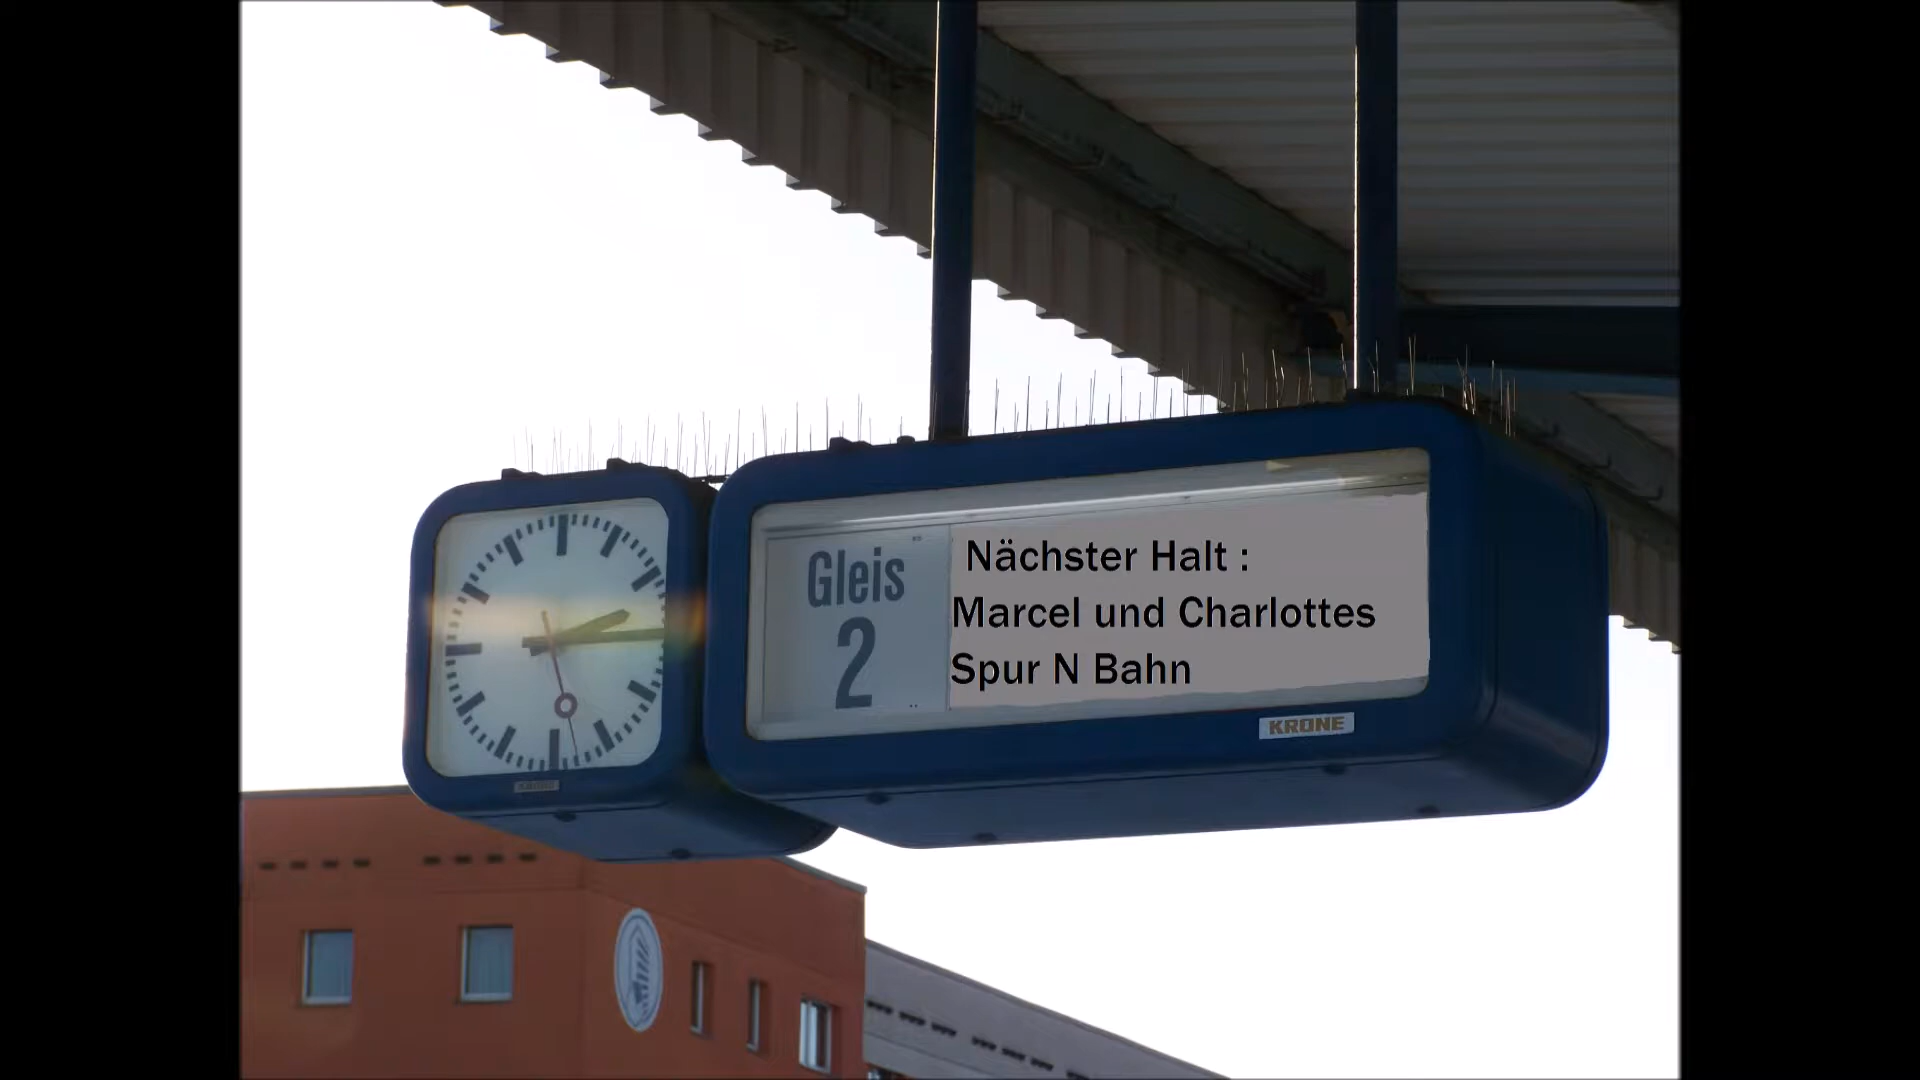 Gleis
2
Nächster Halt :
Marcel und Charlottes
Spur N Bahn
KRONE